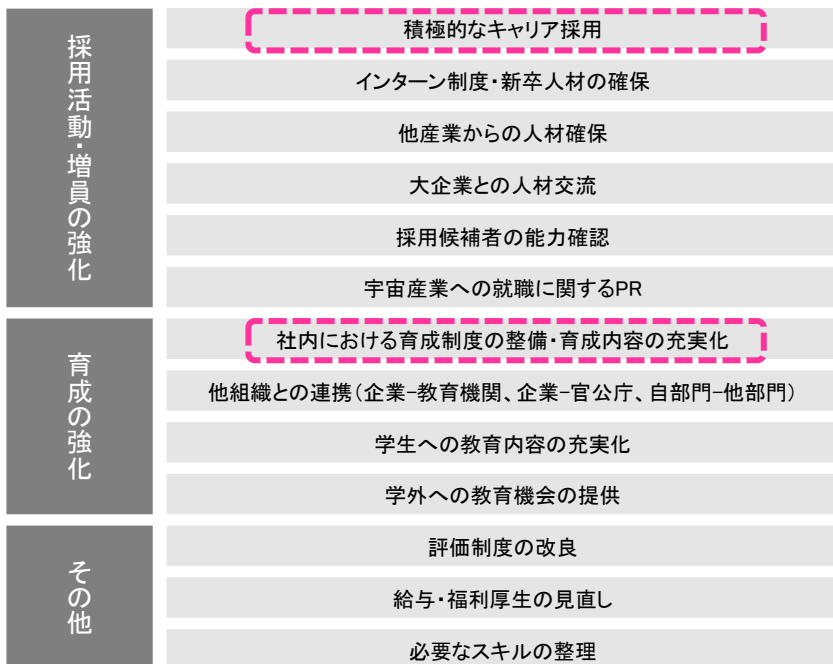 採用活動・増員の強化
積極的なキャリア採用
インターン制度・新卒人材の確保
他産業からの人材確保
大企業との人材交流
採用候補者の能力確認
宇宙産業への就職に関するPR
育成の強化
社内における育成制度の整備・育成内容の充実化
他組織との連携（企業−教育機関、企業−官公庁、自部門−他部門）
学生への教育内容の充実化
学外への教育機会の提供
その他
評価制度の改良
給与・福利厚生の見直し
必要なスキルの整理